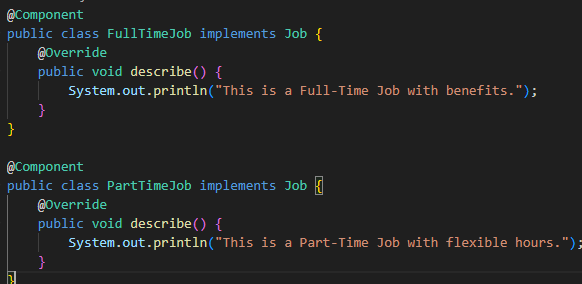 @Component
public class FullTimeJob implements Job {
    @Override
    public void describe() {
        System.out.println("This is a Full-Time Job with benefits.");
    }
}

@Component
public class PartTimeJob implements Job {
    @Override
    public void describe() {
        System.out.println("This is a Part-Time Job with flexible hours.");
    }
}